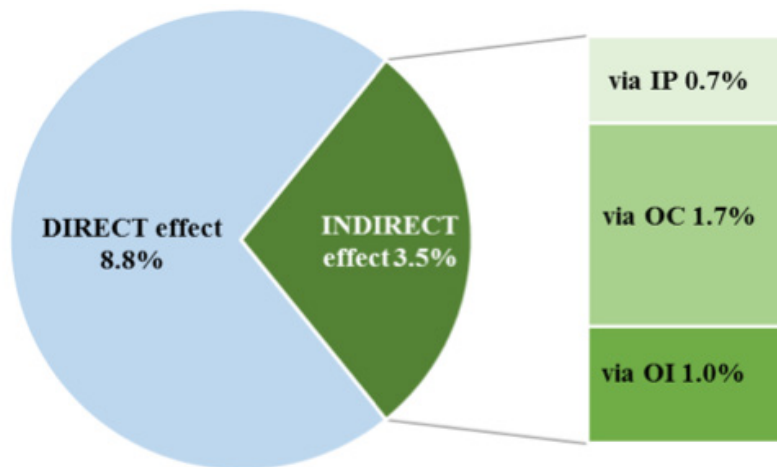 DIRECT effect
8.8%
INDIRECT
effect 3.5%
via IP 0.7%
via OC 1.7%
via OI 1.0%